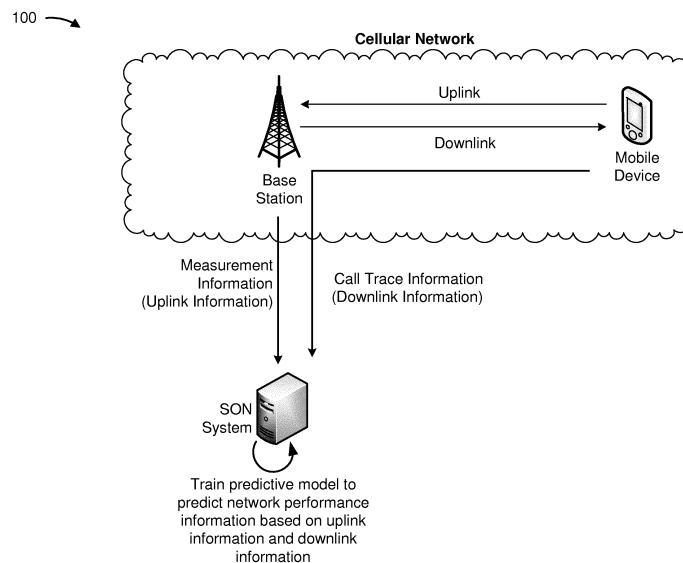 100
Cellular Network
Uplink
Downlink
Base
Station
Mobile
Device
Measurement
Information
(Uplink Information)
Call Trace Information
(Downlink Information)
SON
System
Train predictive model to
predict network performance
information based on uplink
information and downlink
information